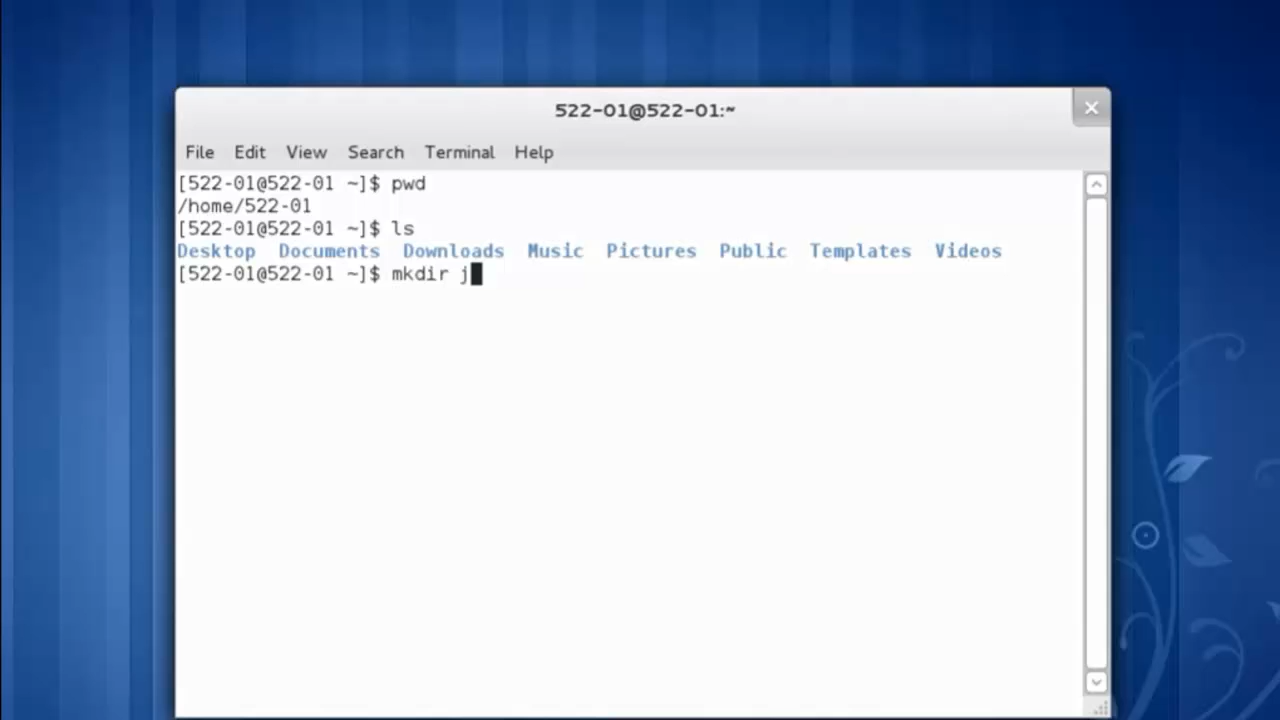 522-01@522-01:~
File Edit View Search Terminal Help
[522-01@522-01 ~]$ pwd
/home/522-01
[522-01@522-01 ~]$ ls
Desktop Documents Downloads Music Pictures Public Templates Videos
[522-01@522-01 ~]$ mkdir j